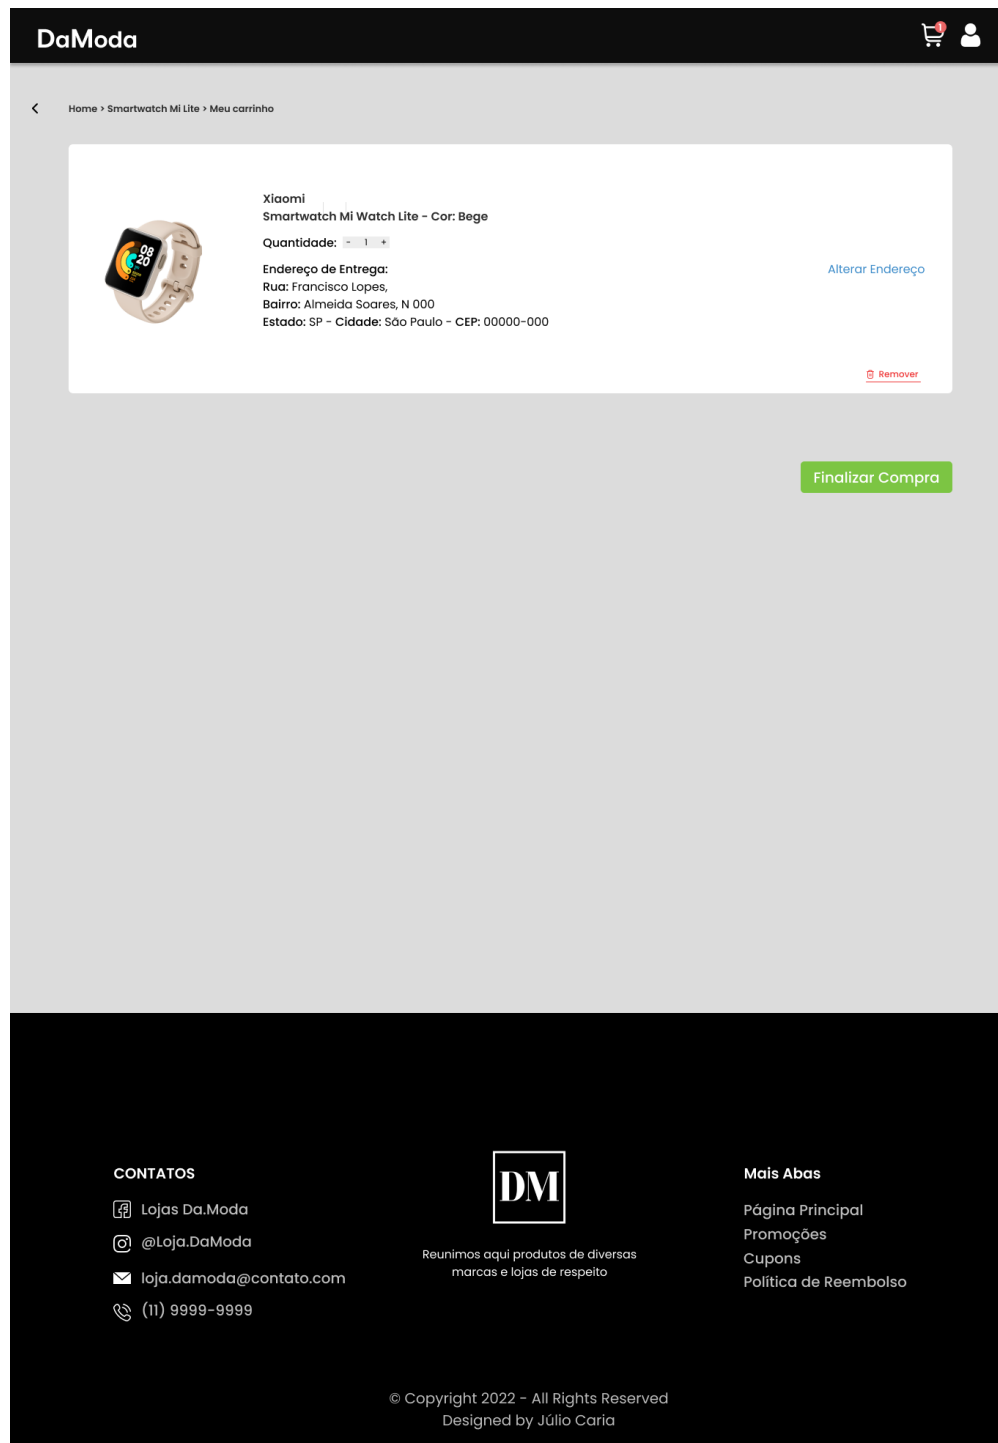 DaModa
1
Home > Smartwatch Mi Lite > Meu carrinho
Xiaomi
Smartwatch Mi Watch Lite - Cor: Bege
Quantidade: - 1 +
Endereço de Entrega:
Alterar Endereço
Rua: Francisco Lopes,
Bairro: Almeida Soares, N 000
Estado: SP - Cidade: São Paulo - CEP: 00000-000
08
20
Remover
Finalizar Compra
CONTATOS
Lojas Da.Moda
@Loja.DaModa
loja.damoda@contato.com
(11) 9999-9999
DM
Reunimos aqui produtos de diversas
marcas e lojas de respeito
Mais Abas
Página Principal
Promoções
Cupons
Política de Reembolso
© Copyright 2022 - All Rights Reserved
Designed by Júlio Caria